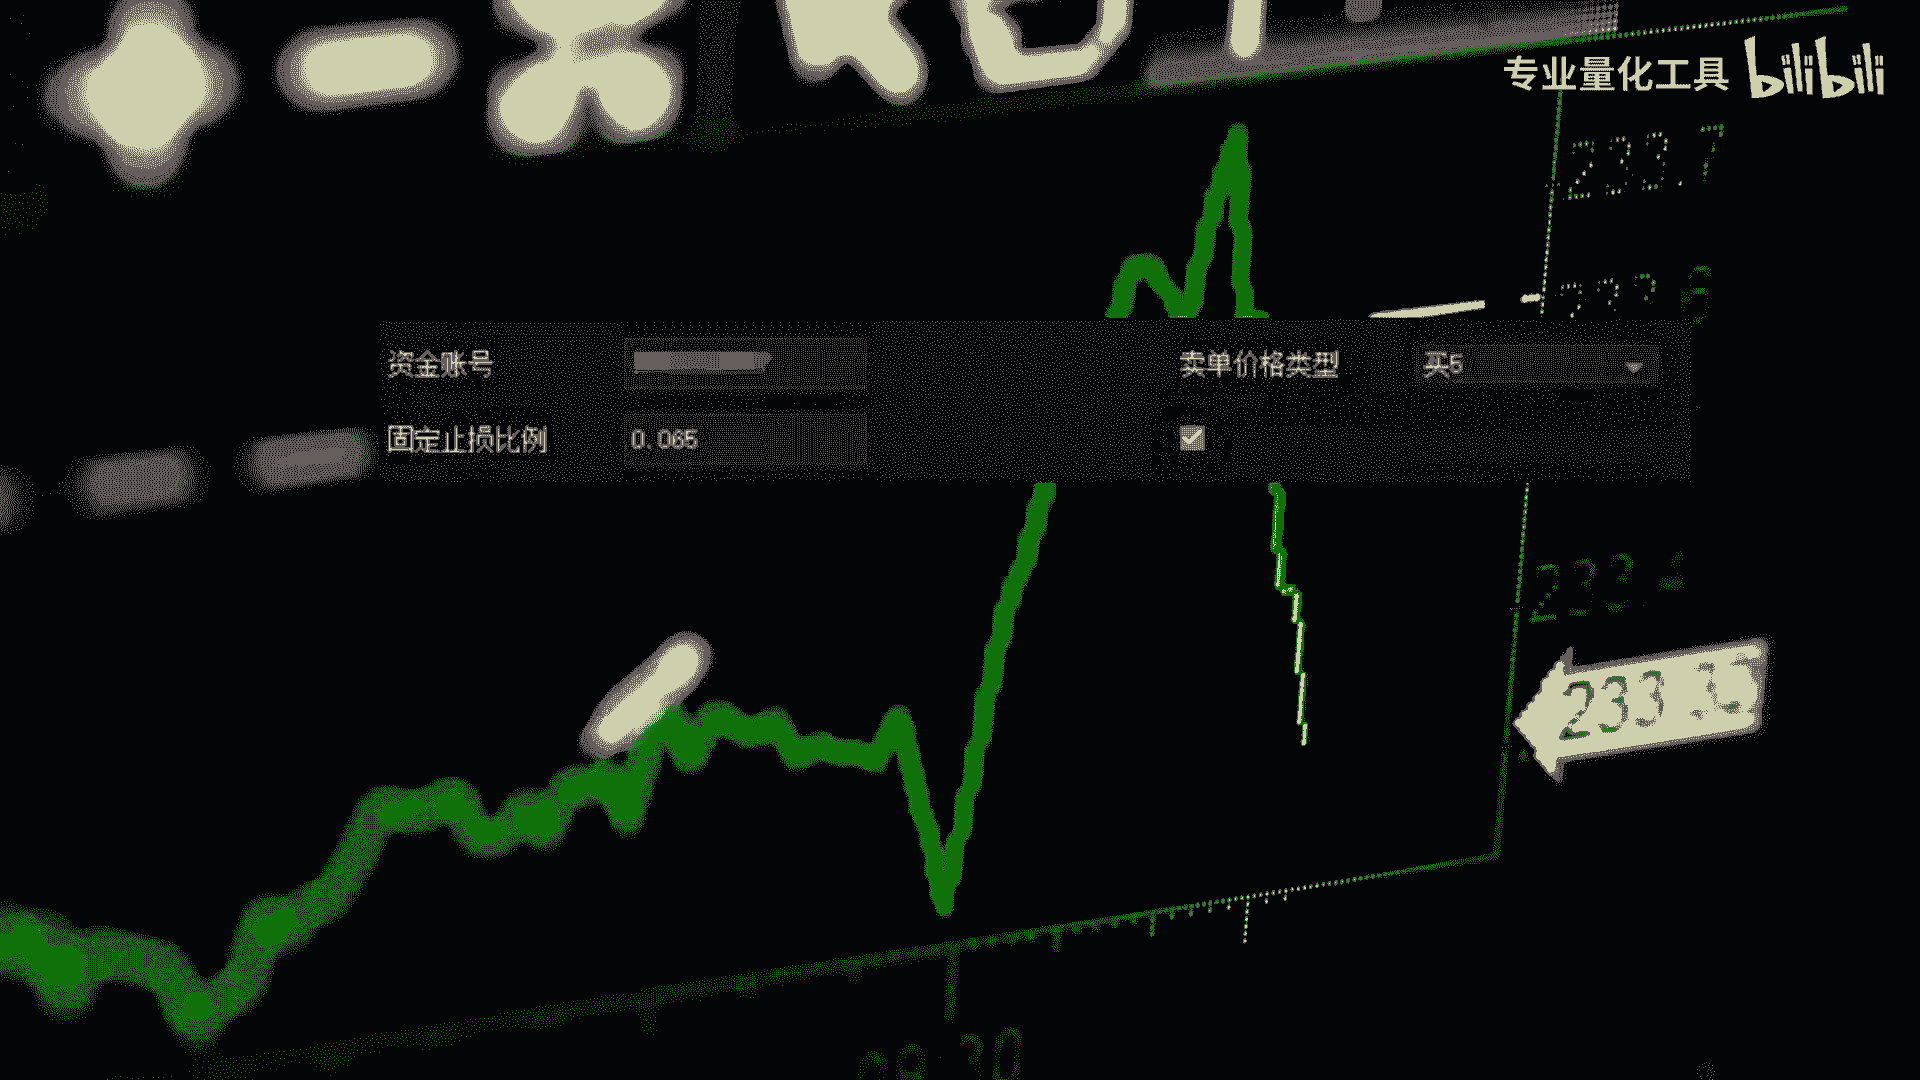 专业量化工具 bilibili
233.7
资金账号 卖单价格类型 买5
固定止损比例 0.065
233.4
233.35